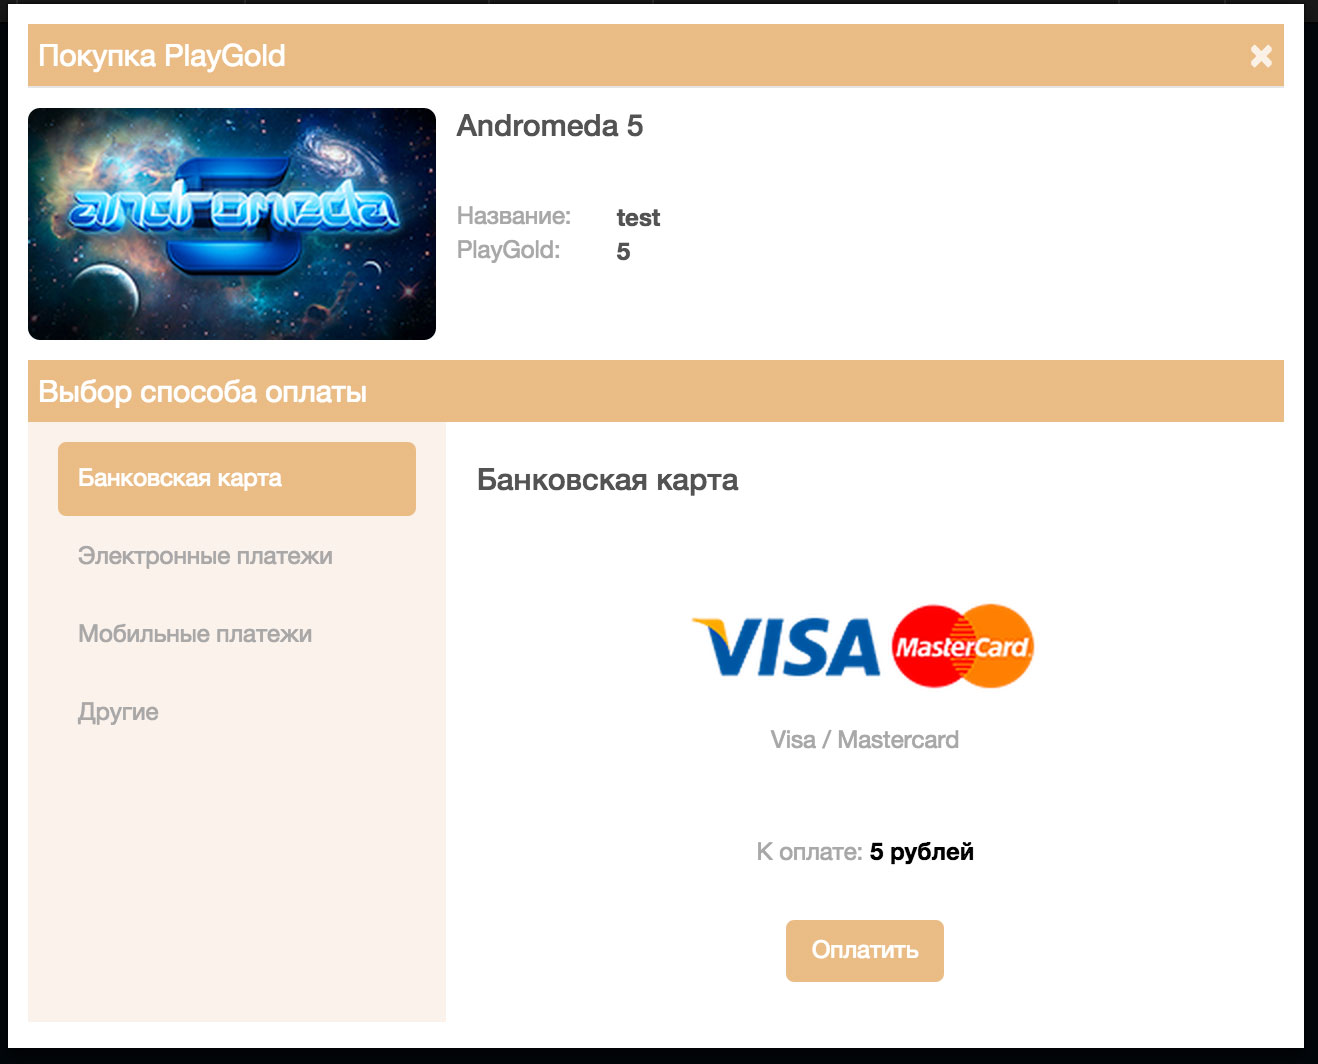 Покупка PlayGold
5
andromeda
Andromeda 5
Название: test
PlayGold: 5
Выбор способа оплаты
Банковская карта
Электронные платежи
Мобильные платежи
Другие
Банковская карта
VISA MasterCard
Visa / Mastercard
К оплате: 5 рублей
Оплатить